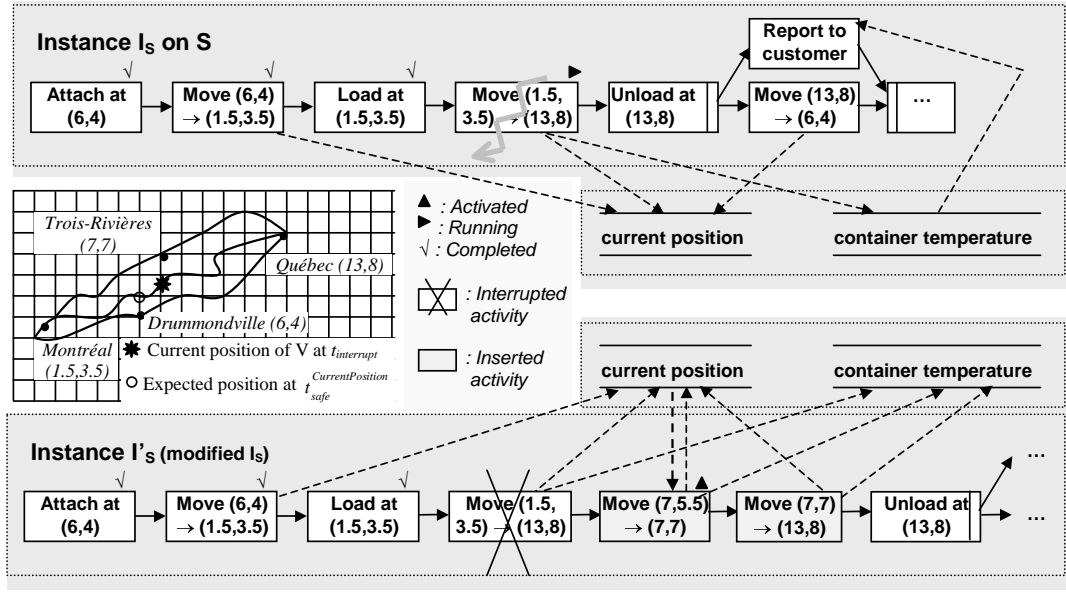 Instance I_S on S
Report to
customer
√
√
√
Attach at
(6,4)
Move (6,4)
→ (1.5,3.5)
Load at
(1.5,3.5)
Move (1.5,
3.5) → (13,8)
Unload at
(13,8)
Move (13,8)
→ (6,4)
...
current position
container temperature
Trois-Rivières
(7,7)
Québec (13,8)
Drummondville (6,4)
Montréal
(1.5,3.5)
Current position of V at t_interrupt
Expected position at t_safe^CurrentPosition
: Activated
: Running
√ : Completed
: Interrupted
activity
: Inserted
activity
current position
container temperature
Instance I'_S (modified I_S)
√
√
√
Attach at
(6,4)
Move (6,4)
→ (1.5,3.5)
Load at
(1.5,3.5)
Move (1.5,
3.5) → (13,8)
Move (7,5.5)
→ (7,7)
Move (7,7)
→ (13,8)
Unload at
(13,8)
...
...